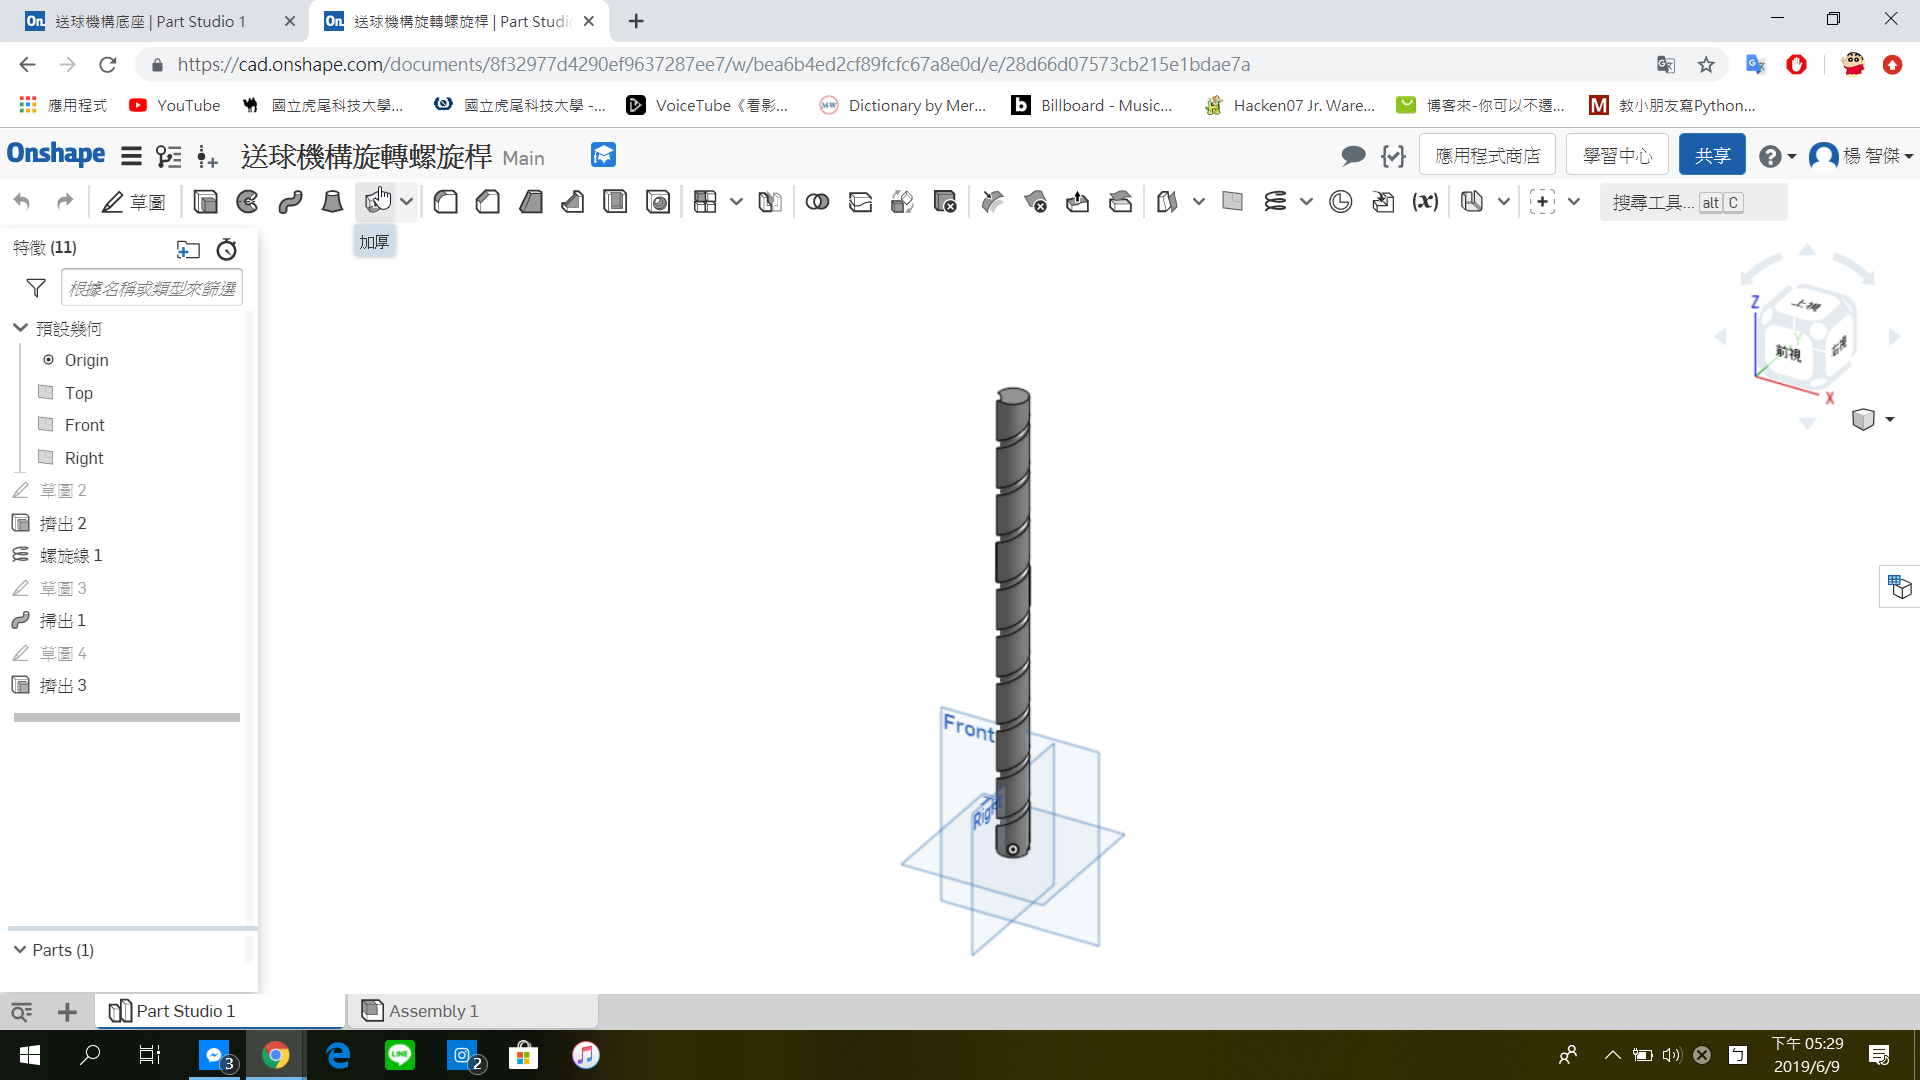 送球機構底座 | Part Studio 1
送球機構旋轉螺旋桿 | Part Studi
https://cad.onshape.com/documents/8f32977d4290ef9637287ee7/w/bea6b4ed2cf89fcfc67a8e0d/e/28d66d07573cb215e1bdae7a
應用程式 YouTube 國立虎尾科技大學... 國立虎尾科技大學 -... VoiceTube《看影... Dictionary by Mer... Billboard - Music... Hacken07 Jr. Ware... 博客來-你可以不遷... 教小朋友寫Python...
Onshape 送球機構旋轉螺旋桿 Main 應用程式商店 學習中心 共享 楊 智傑
草圖 (x) 搜尋工具... alt C
加厚
特徵 (11)
根據名稱或類型來篩選
預設幾何
Origin
Top
Front
Right
草圖 2
擠出 2
螺旋線 1
草圖 3
掃出 1
草圖 4
擠出 3
Parts (1)
Front
Right
Z
上視
Y
前視
右視
X
Part Studio 1
Assembly 1
3
LINE
2
下午 05:29
2019/6/9